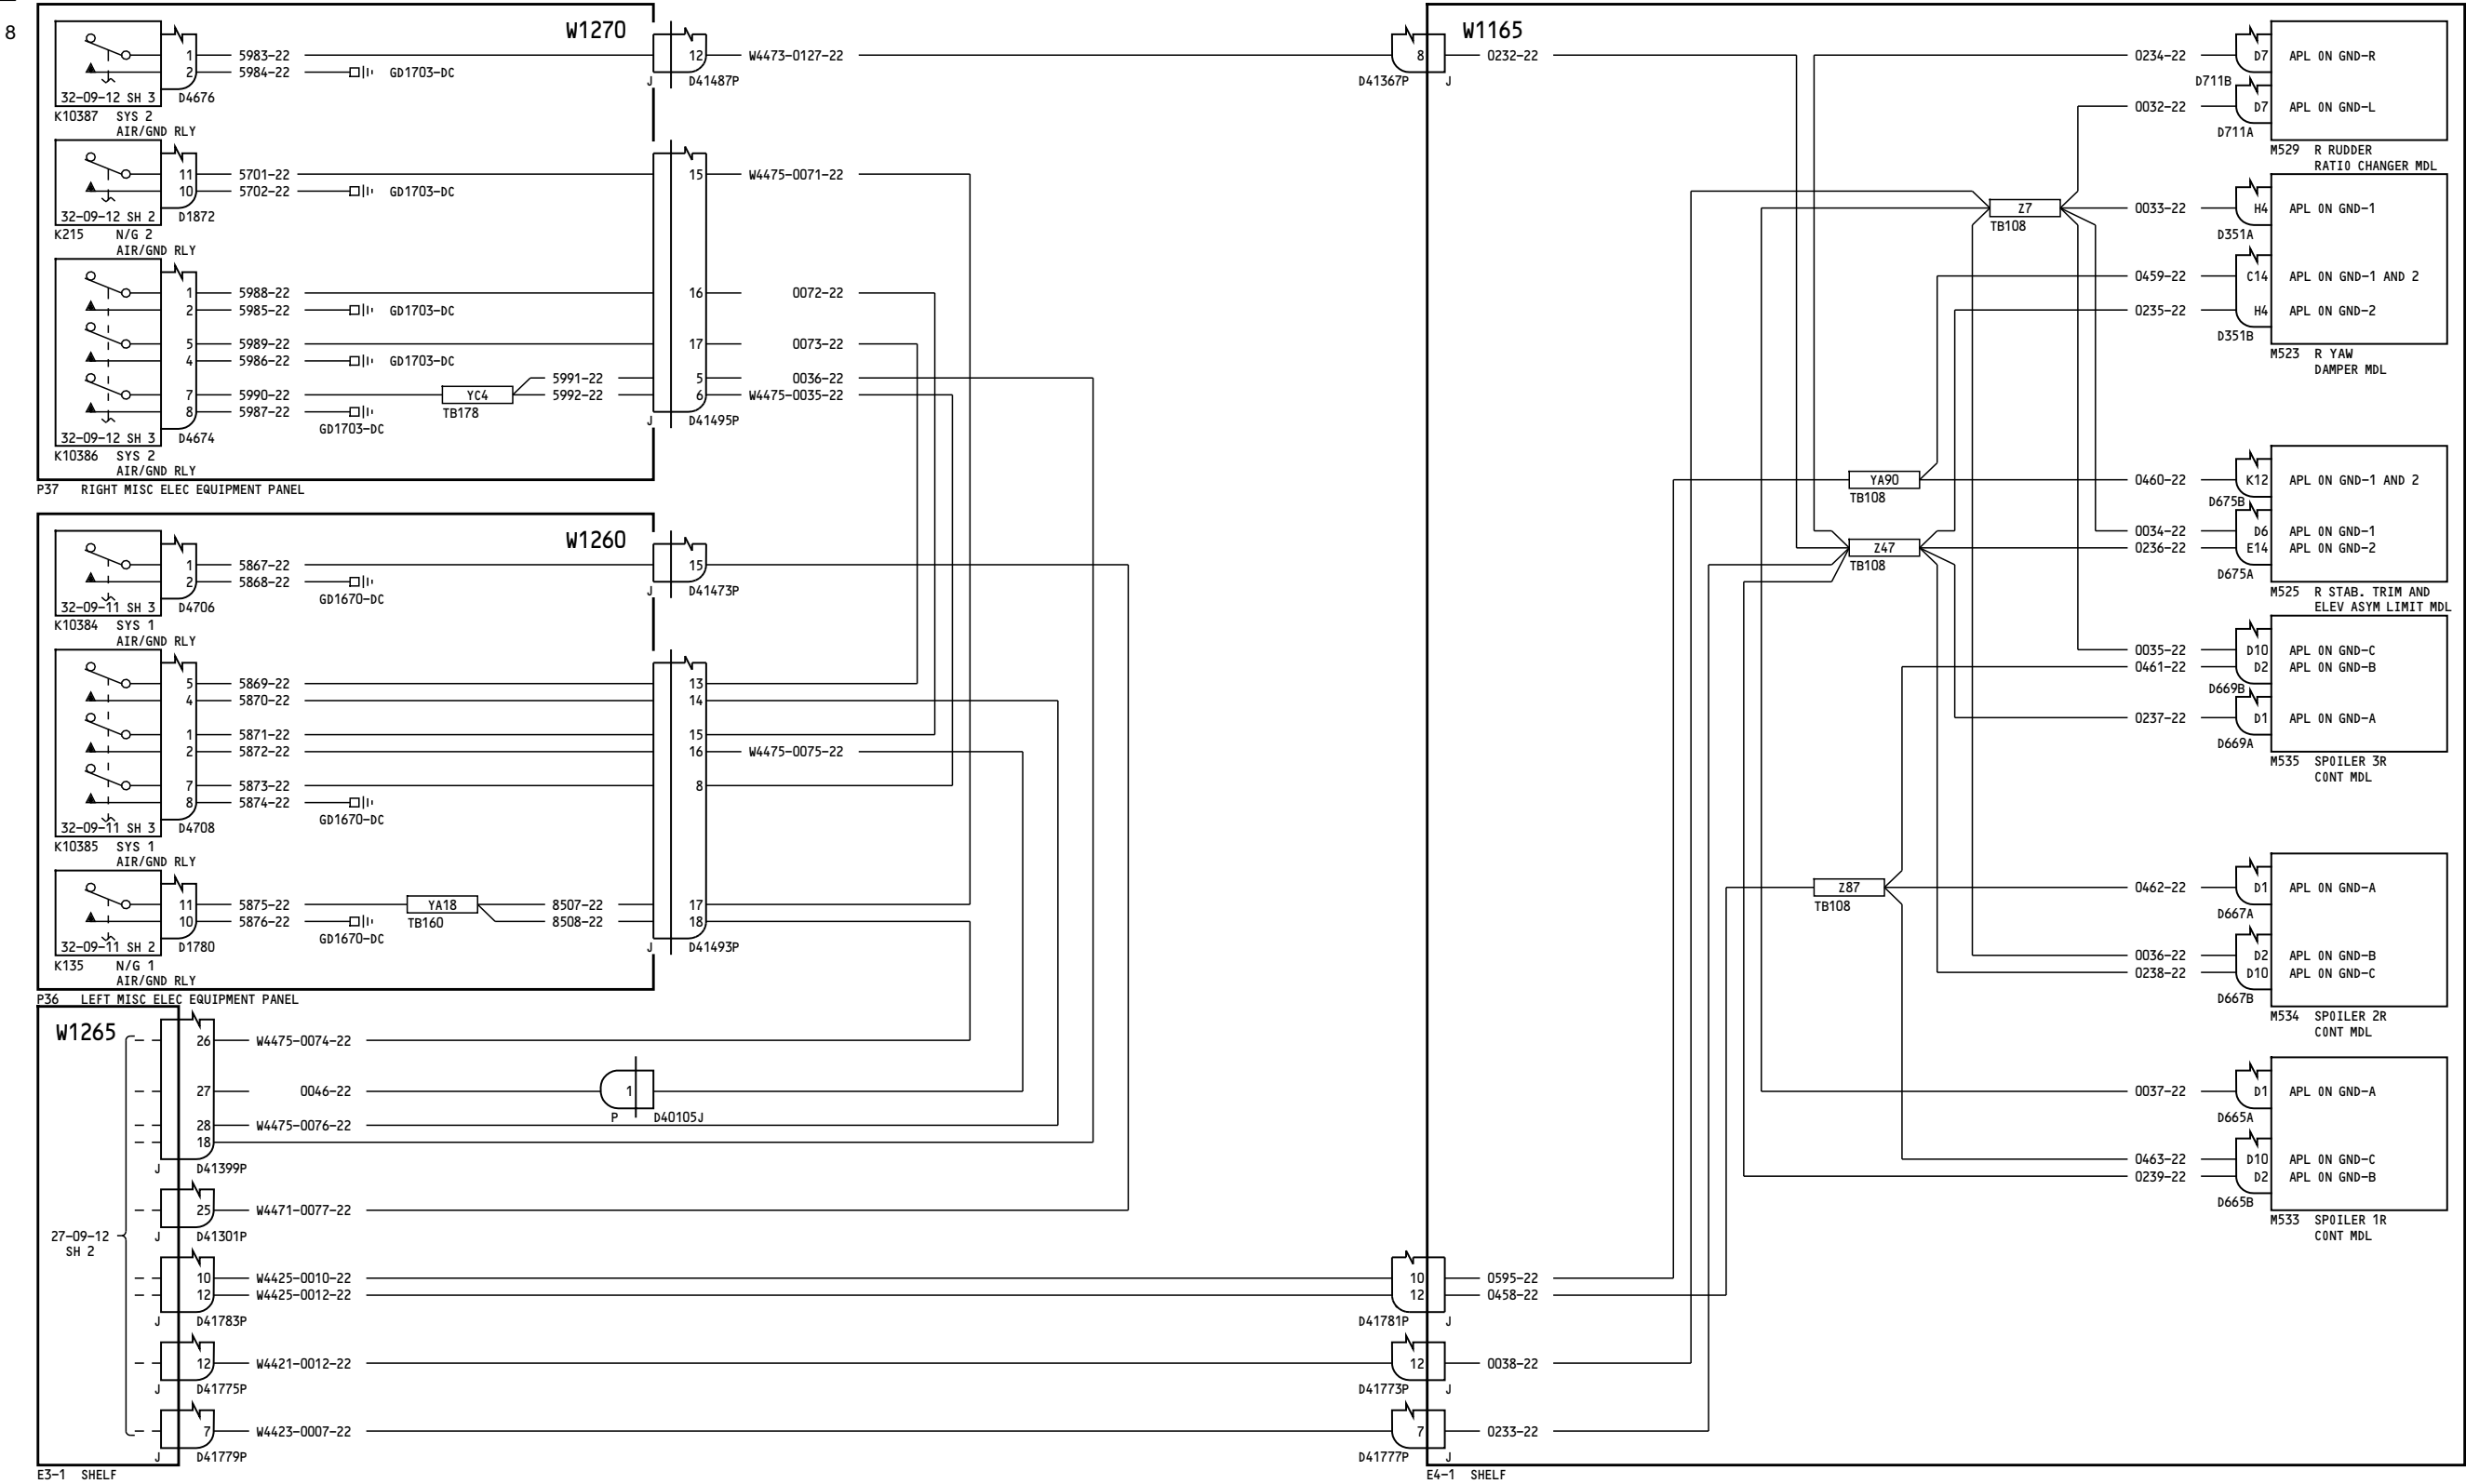 8
W1270
1 5983-22
2 5984-22 GD1703-DC
32-09-12 SH 3 D4676
K10387 SYS 2
AIR/GND RLY
12 W4473-0127-22
J D41487P
11 5701-22
10 5702-22 GD1703-DC
32-09-12 SH 2 D1872
K215 N/G 2
AIR/GND RLY
15 W4475-0071-22
1 5988-22 16 0072-22
2 5985-22 GD1703-DC
5 5989-22 17 0073-22
4 5986-22 GD1703-DC
5991-22 5 0036-22
7 5990-22 YC4 5992-22 6 W4475-0035-22
TB178
8 5987-22
GD1703-DC
J D41495P
32-09-12 SH 3 D4674
K10386 SYS 2
AIR/GND RLY
P37 RIGHT MISC ELEC EQUIPMENT PANEL
W1260
1 5867-22 15
2 5868-22
GD1670-DC
J D41473P
32-09-11 SH 3 D4706
K10384 SYS 1
AIR/GND RLY
5 5869-22 13
4 5870-22 14
1 5871-22 15
2 5872-22 16 W4475-0075-22
7 5873-22 8
8 5874-22
GD1670-DC
32-09-11 SH 3 D4708
K10385 SYS 1
AIR/GND RLY
11 5875-22 YA18 8507-22 17
10 5876-22 TB160 8508-22 18
GD1670-DC
J D41493P
32-09-11 SH 2 D1780
K135 N/G 1
AIR/GND RLY
P36 LEFT MISC ELEC EQUIPMENT PANEL
W1265
26 W4475-0074-22
27 0046-22 1
P D40105J
28 W4475-0076-22
18
J D41399P
25 W4471-0077-22
J D41301P
27-09-12
SH 2
10 W4425-0010-22
12 W4425-0012-22
J D41783P
12 W4421-0012-22
J D41775P
7 W4423-0007-22
J D41779P
E3-1 SHELF
W1165
8 0232-22
D41367P J
10 0595-22
12 0458-22
D41781P J
12 0038-22
D41773P J
7 0233-22
D41777P J
E4-1 SHELF
Z7
TB108
YA90
TB108
Z47
TB108
Z87
TB108
0234-22 D7 APL ON GND-R
D711B
0032-22 D7 APL ON GND-L
D711A
M529 R RUDDER
RATIO CHANGER MDL
0033-22 H4 APL ON GND-1
D351A
0459-22 C14 APL ON GND-1 AND 2
0235-22 H4 APL ON GND-2
D351B
M523 R YAW
DAMPER MDL
0460-22 K12 APL ON GND-1 AND 2
D675B
0034-22 D6 APL ON GND-1
0236-22 E14 APL ON GND-2
D675A
M525 R STAB. TRIM AND
ELEV ASYM LIMIT MDL
0035-22 D10 APL ON GND-C
0461-22 D2 APL ON GND-B
D669B
0237-22 D1 APL ON GND-A
D669A
M535 SPOILER 3R
CONT MDL
0462-22 D1 APL ON GND-A
D667A
0036-22 D2 APL ON GND-B
0238-22 D10 APL ON GND-C
D667B
M534 SPOILER 2R
CONT MDL
0037-22 D1 APL ON GND-A
D665A
0463-22 D10 APL ON GND-C
0239-22 D2 APL ON GND-B
D665B
M533 SPOILER 1R
CONT MDL